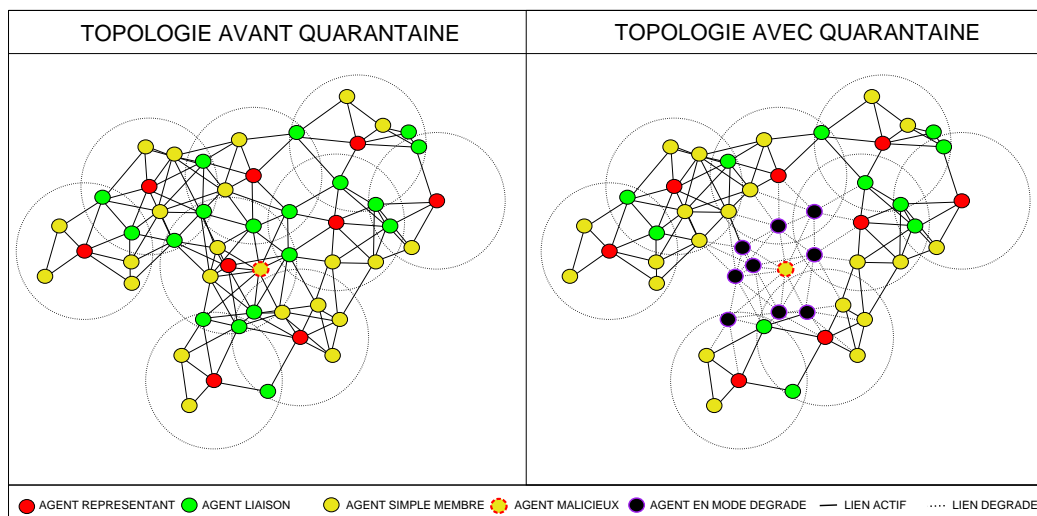 TOPOLOGIE AVANT QUARANTAINE
TOPOLOGIE AVEC QUARANTAINE
AGENT REPRESENTANT
AGENT LIAISON
AGENT SIMPLE MEMBRE
AGENT MALICIEUX
AGENT EN MODE DEGRADE
LIEN ACTIF
LIEN DEGRADE